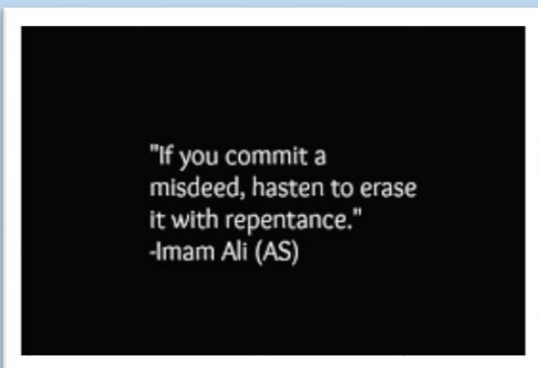 "If you commit a
misdeed, hasten to erase
it with repentance."
-Imam Ali (AS)